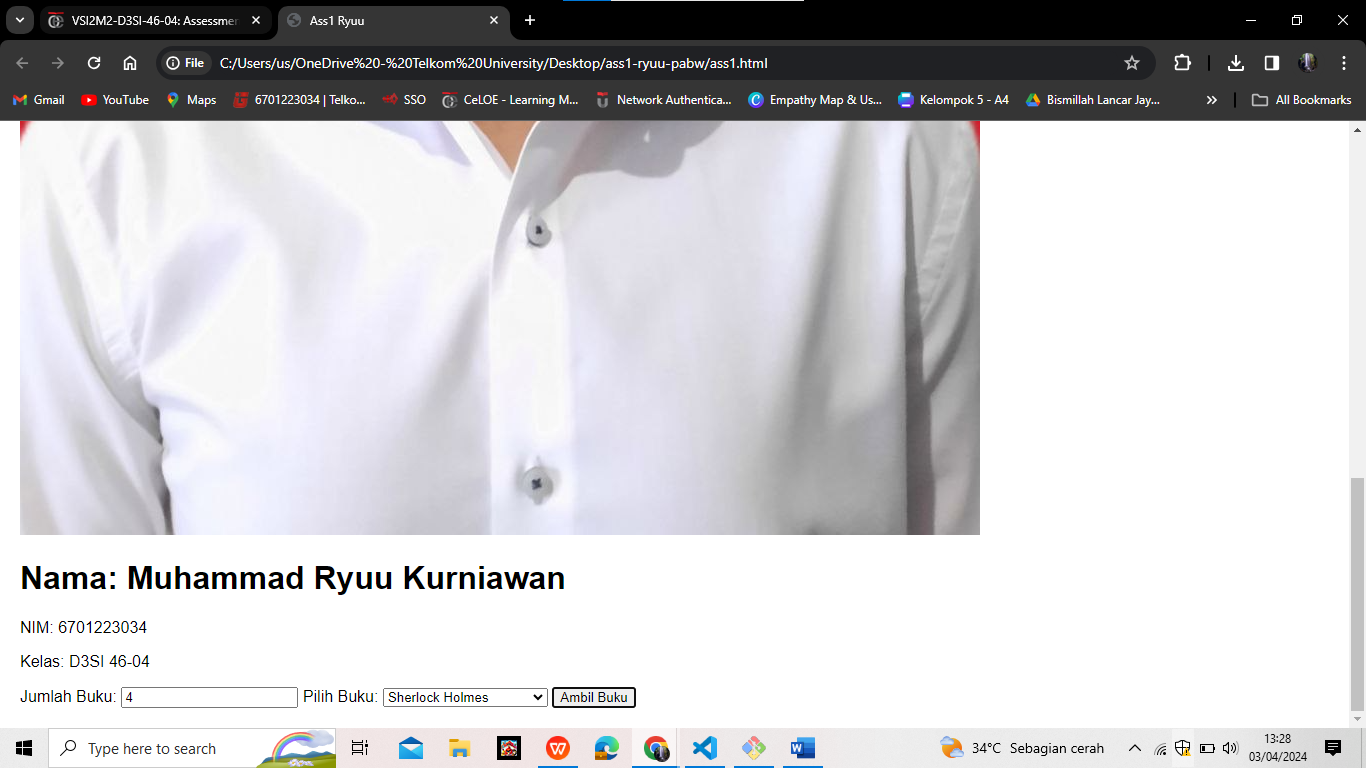 VSI2M2-D3SI-46-04: Assessmen
Ass1 Ryuu
File
C:/Users/us/OneDrive%20-%20Telkom%20University/Desktop/ass1-ryuu-pabw/ass1.html
Gmail YouTube Maps 6701223034 | Telko... SSO CeLOE - Learning M... Network Authentica... Empathy Map & Us... Kelompok 5 - A4 Bismillah Lancar Jay... » All Bookmarks
Nama: Muhammad Ryuu Kurniawan
NIM: 6701223034
Kelas: D3SI 46-04
Jumlah Buku: 4 Pilih Buku: Sherlock Holmes Ambil Buku
Type here to search
34°C Sebagian cerah
13:28
03/04/2024